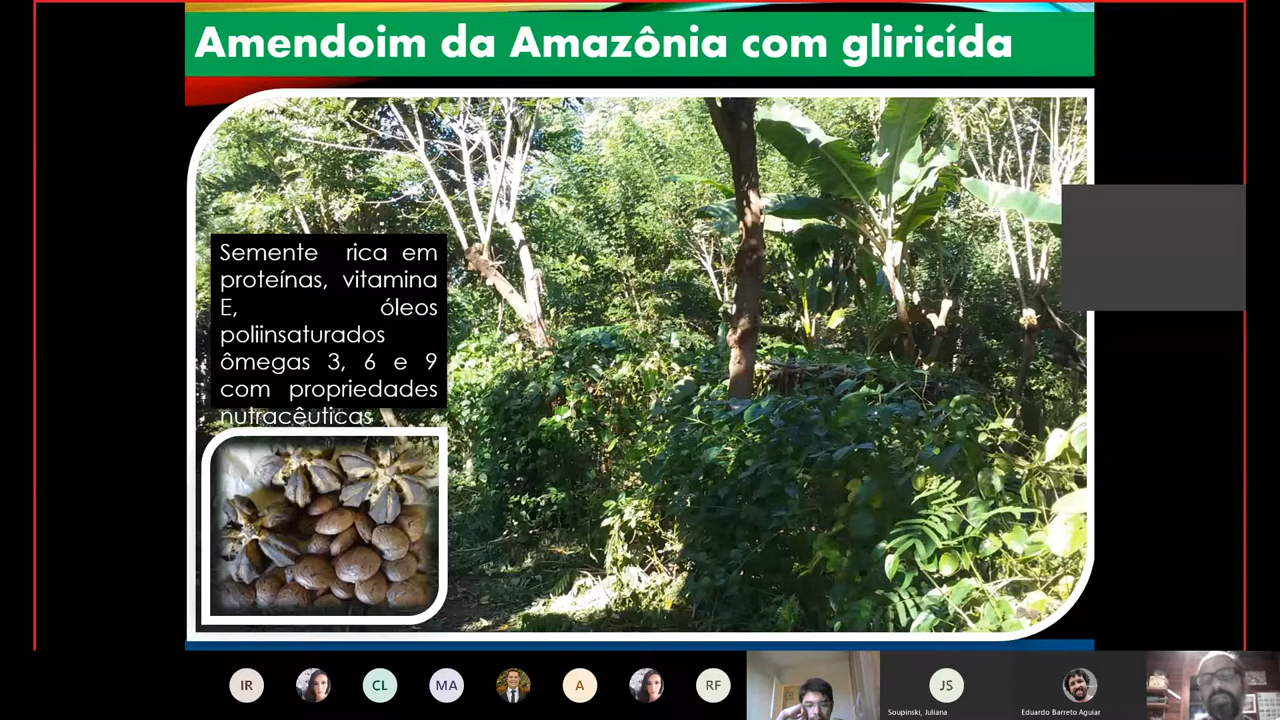 Amendoim da Amazônia com gliricída
Semente rica em
proteínas, vitamina
E, óleos
poliinsaturados
ômegas 3, 6 e 9
com propriedades
nutracêuticas
IR
CL
MA
A
RF
JS
Soupinski, Juliana
Eduardo Barreto Aguiar